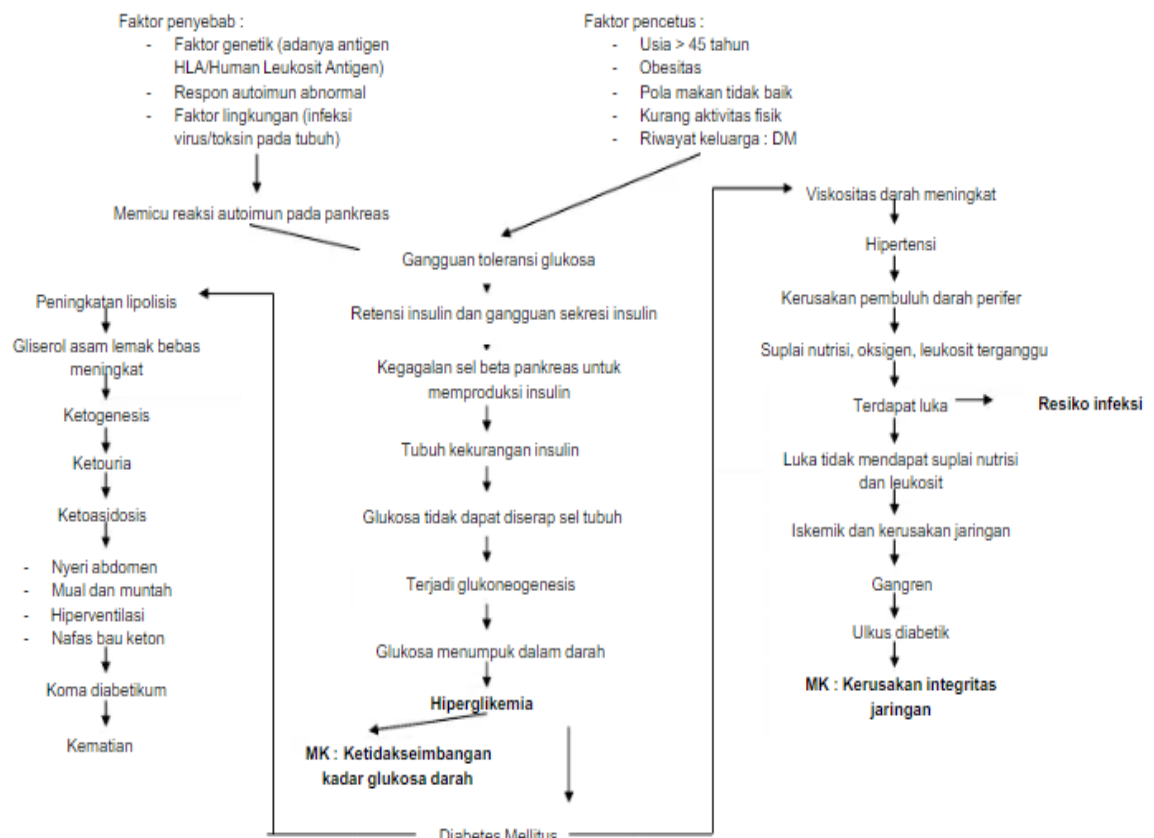 Faktor penyebab :
- Faktor genetik (adanya antigen
HLA/Human Leukosit Antigen)
- Respon autoimun abnormal
- Faktor lingkungan (infeksi
virus/toksin pada tubuh)
Memicu reaksi autoimun pada pankreas
Faktor pencetus :
- Usia > 45 tahun
- Obesitas
- Pola makan tidak baik
- Kurang aktivitas fisik
- Riwayat keluarga : DM
Gangguan toleransi glukosa
Retensi insulin dan gangguan sekresi insulin
Kegagalan sel beta pankreas untuk
memproduksi insulin
Tubuh kekurangan insulin
Glukosa tidak dapat diserap sel tubuh
Terjadi glukoneogenesis
Glukosa menumpuk dalam darah
Hiperglikemia
MK : Ketidakseimbangan
kadar glukosa darah
Diabetes Mellitus
Peningkatan lipolisis
Gliserol asam lemak bebas
meningkat
Ketogenesis
Ketouria
Ketoasidosis
- Nyeri abdomen
- Mual dan muntah
- Hiperventilasi
- Nafas bau keton
Koma diabetikum
Kematian
Viskositas darah meningkat
Hipertensi
Kerusakan pembuluh darah perifer
Suplai nutrisi, oksigen, leukosit terganggu
Terdapat luka
Resiko infeksi
Luka tidak mendapat suplai nutrisi
dan leukosit
Iskemik dan kerusakan jaringan
Gangren
Ulkus diabetik
MK : Kerusakan integritas
jaringan